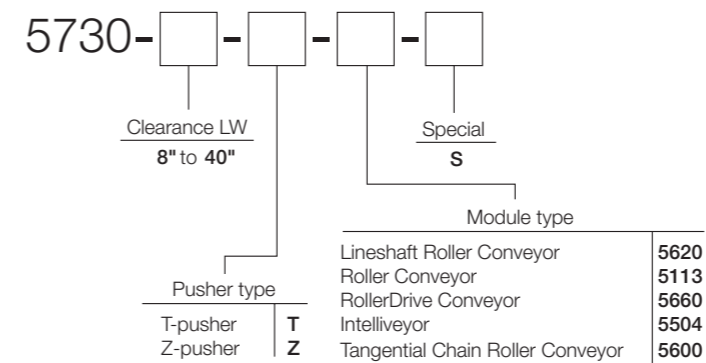 5730- - - -
Clearance LW
8" to 40"
Special
S
Module type
Lineshaft Roller Conveyor 5620
Roller Conveyor 5113
RollerDrive Conveyor 5660
Intelliveyor 5504
Tangential Chain Roller Conveyor 5600
Pusher type
T-pusher T
Z-pusher Z